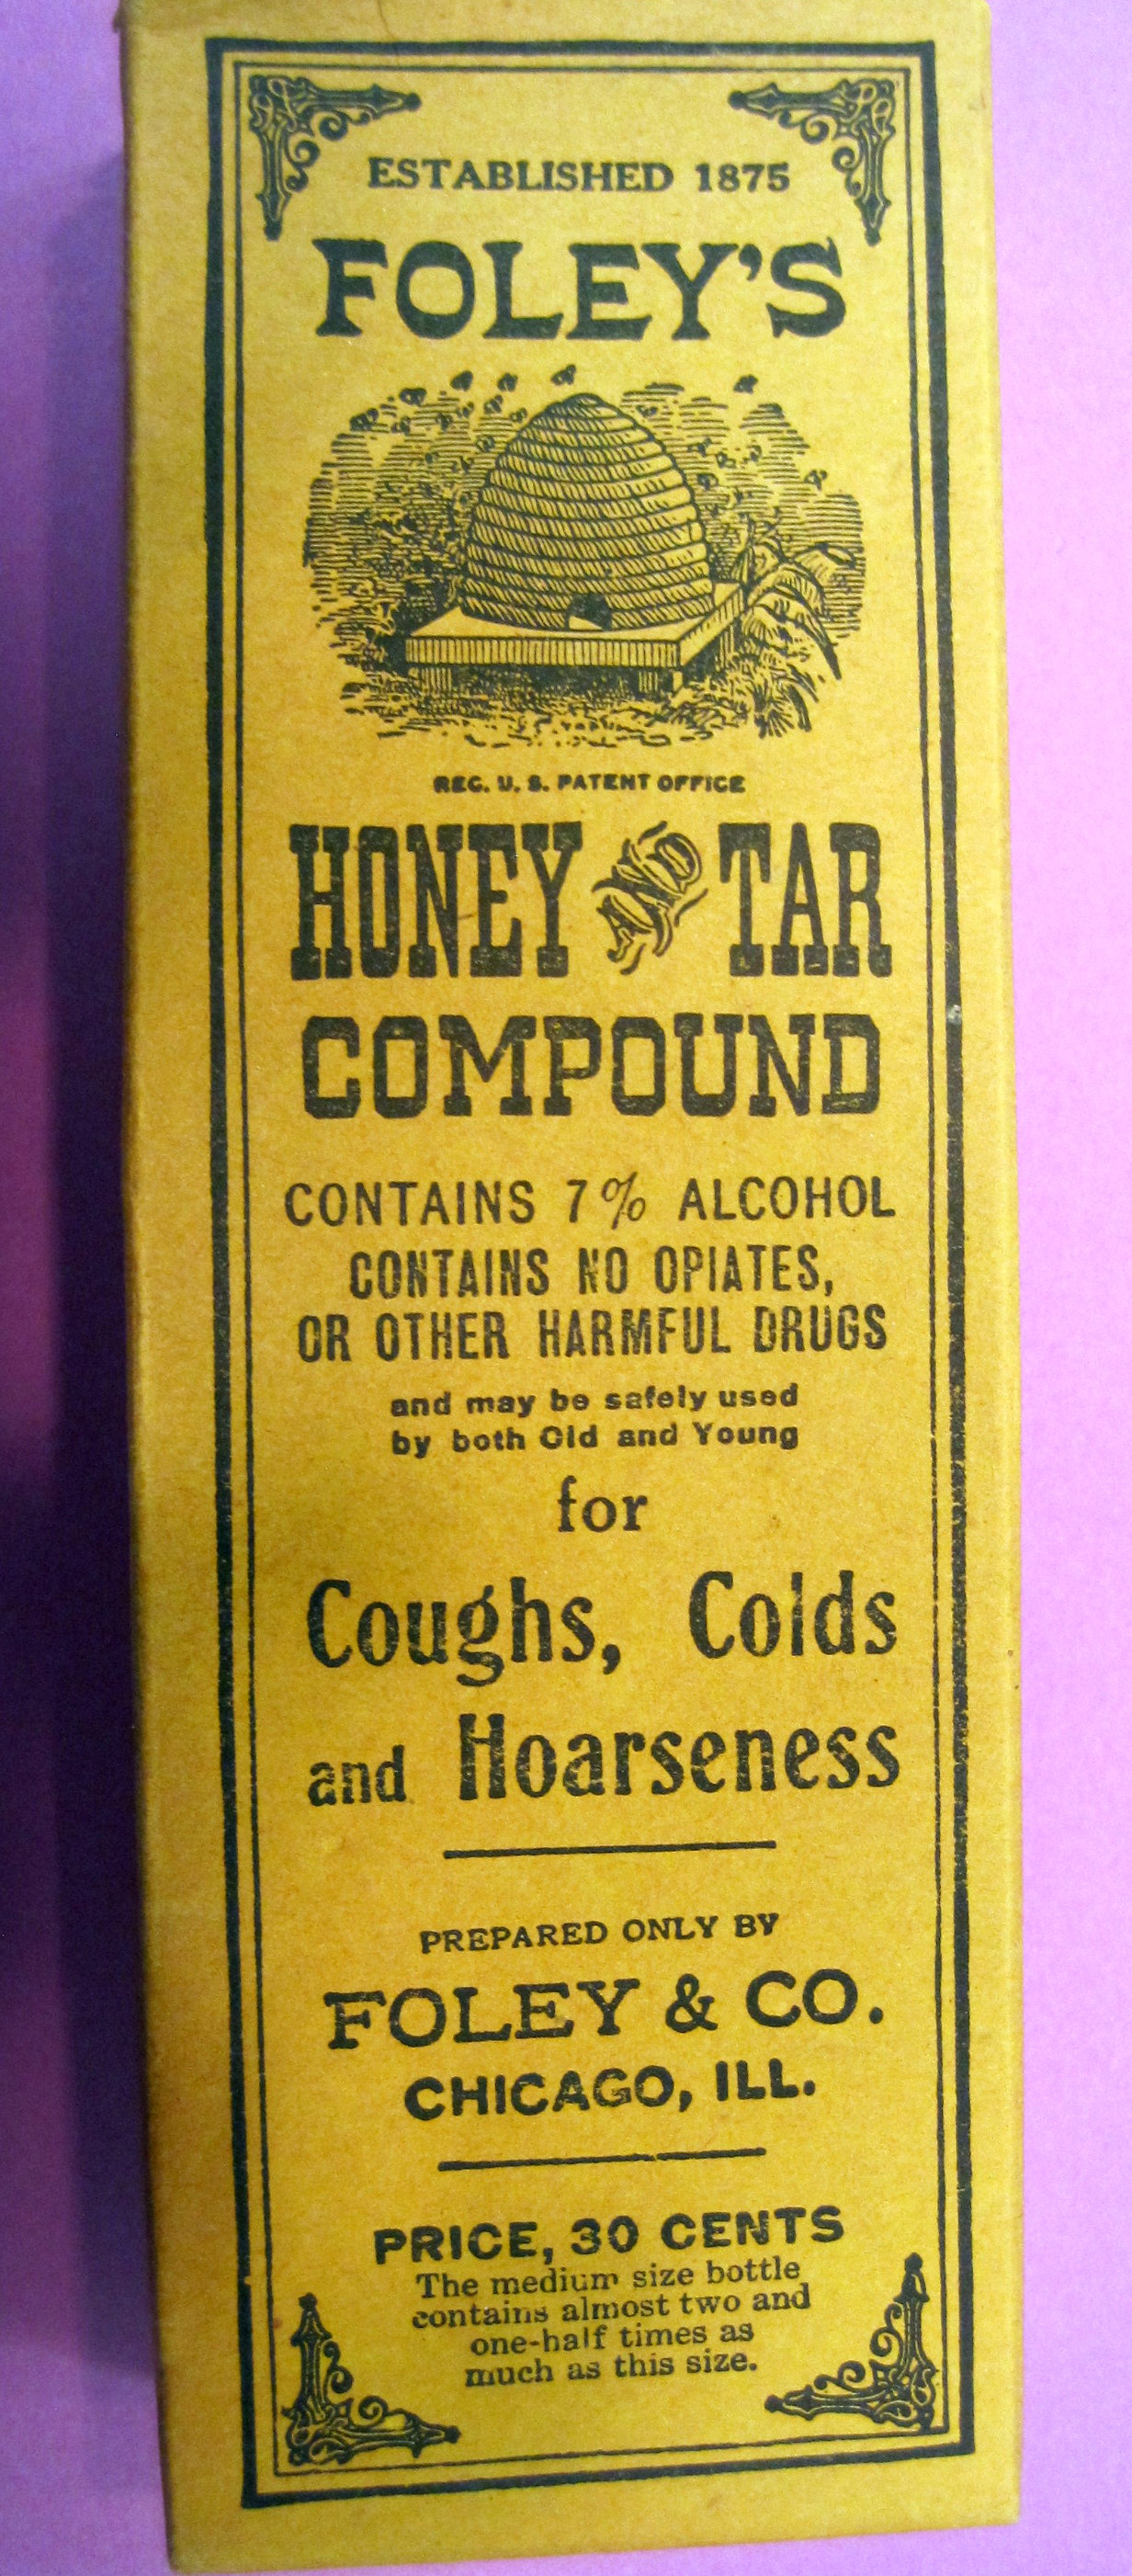 ESTABLISHED 1875
FOLEY'S
REG. U. S. PATENT OFFICE
HONEY AND TAR
COMPOUND
CONTAINS 7% ALCOHOL
CONTAINS NO OPIATES,
OR OTHER HARMFUL DRUGS
and may be safely used
by both Old and Young
for
Coughs, Colds
and Hoarseness
PREPARED ONLY BY
FOLEY & CO.
CHICAGO, ILL.
PRICE, 30 CENTS
The medium size bottle
contains almost two and
one-half times as
much as this size.